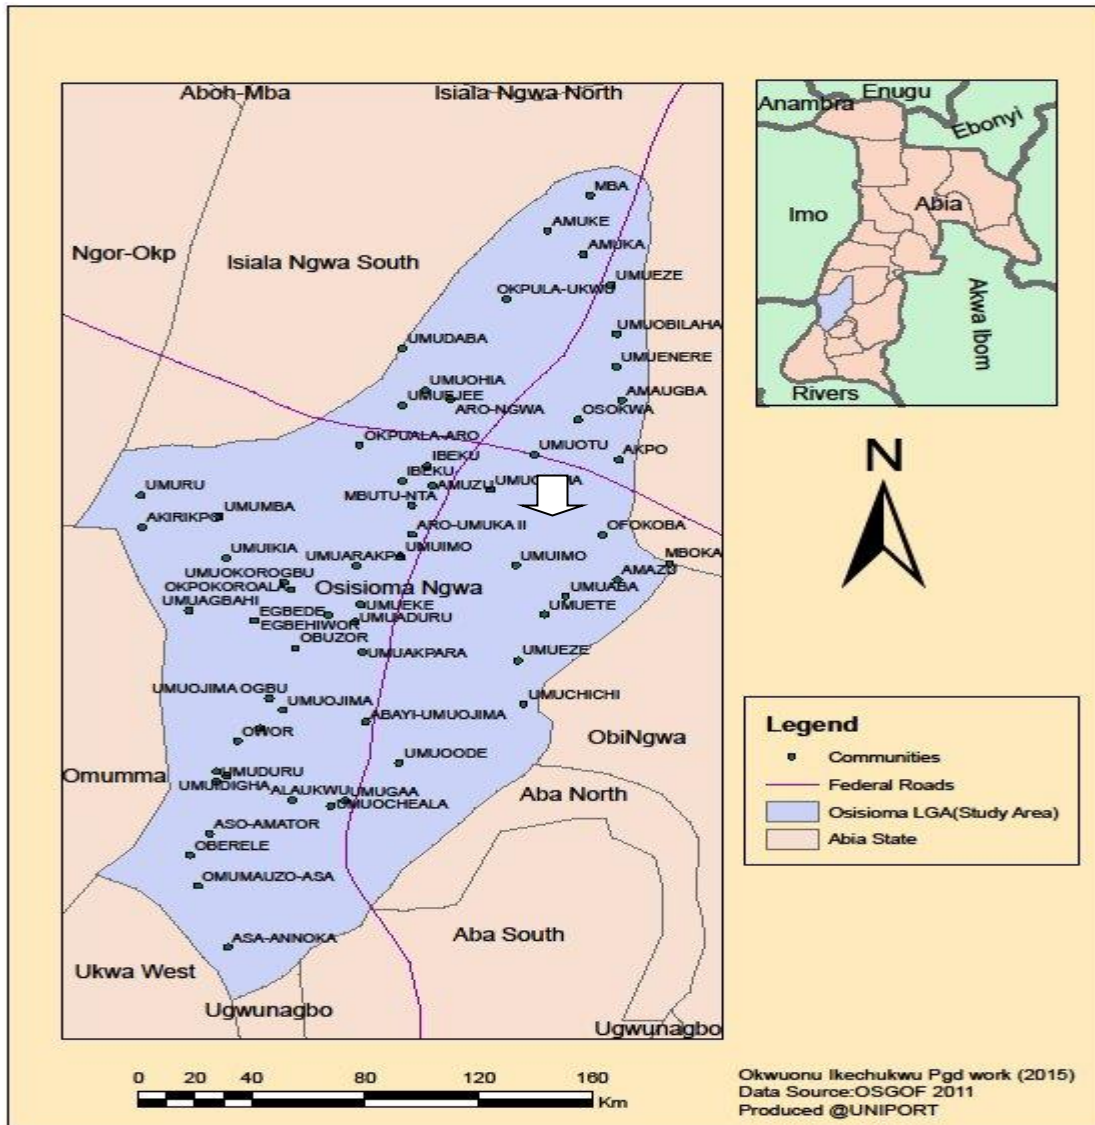 Aboh-Mba
Isiala Ngwa North
MBA
AMUKE
AMUKA
Ngor-Okp
Isiala Ngwa South
UMUEZE
OKPULA-UKWU
UMUOBILAHA
UMUDABA
UMUENERE
UMUOHIA
UMUEJEE
AMAUGBA
ARO-NGWA
OSOKWA
OKPUALA-ARO
UMUOTU
AKPO
IBEKU
IBEKU
AMUZU
UMURU
MBUTU-NTA
UMUMBA
AKIRIKPO
ARO-UMUKA II
OFOKOBA
UMUIKIA
UMUARAKPA
UMUIMO
UMUIMO
MBOKA
UMUOKOROGBU
AMAZU
OKPOKOROALA
Osisioma Ngwa
UMUABA
UMUAGBAHI
EGBEDE
UMUEKE
UMUETE
EGBEHIWOR
UMUADURU
OBUZOR
UMUAKPARA
UMUEZE
UMUOJIMA OGBU
UMUOJIMA
UMUCHICHI
ABAYI-UMUOJIMA
OWOR
ObiNgwa
UMUOODE
Omumma
UMUDURU
UMUIDIGHA
ALAUKWU
UMUGAA
UMUOCHEALA
Aba North
ASO-AMATOR
OBERELE
OMUMAUZO-ASA
ASA-ANNOKA
Aba South
Ukwa West
Ugwunagbo
Ugwunagbo
0 20 40 80 120 160
Km
Enugu
Anambra
Ebonyi
Imo
Abia
Akwa Ibom
Rivers
N
Legend
Communities
Federal Roads
Osisioma LGA(Study Area)
Abia State
Okwuonu Ikechukwu Pgd work (2015)
Data Source:OSGOF 2011
Produced @UNIPORT